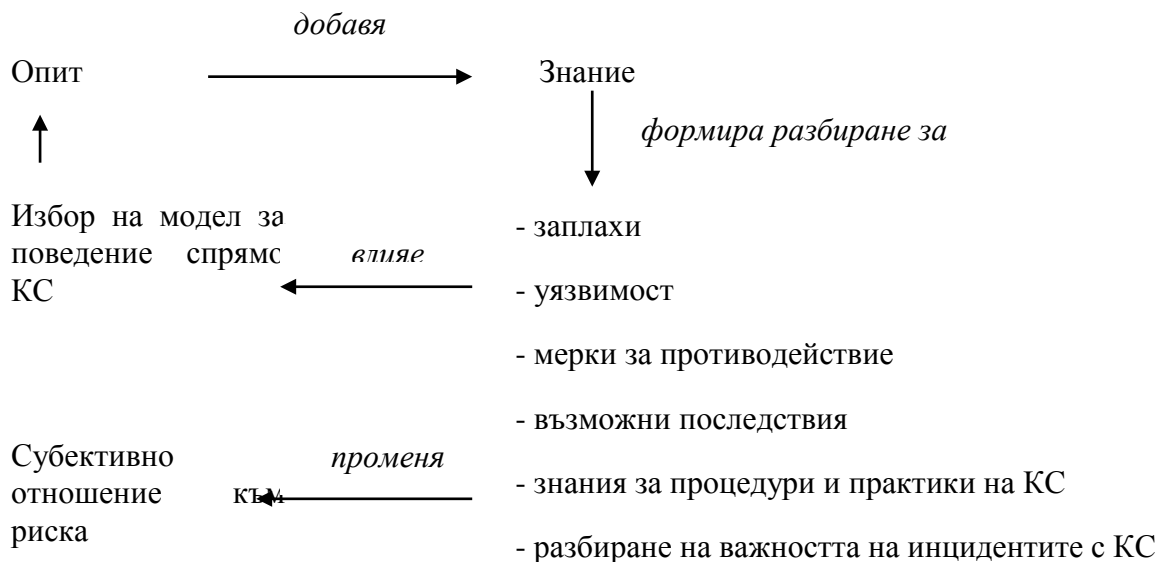 добавя
Опит
Знание
формира разбиране за
Избор на модел за
поведение спрямо
КС
влияе
- заплахи
- уязвимост
- мерки за противодействие
- възможни последствия
- знания за процедури и практики на КС
- разбиране на важността на инцидентите с КС
Субективно
отношение към
риска
променя